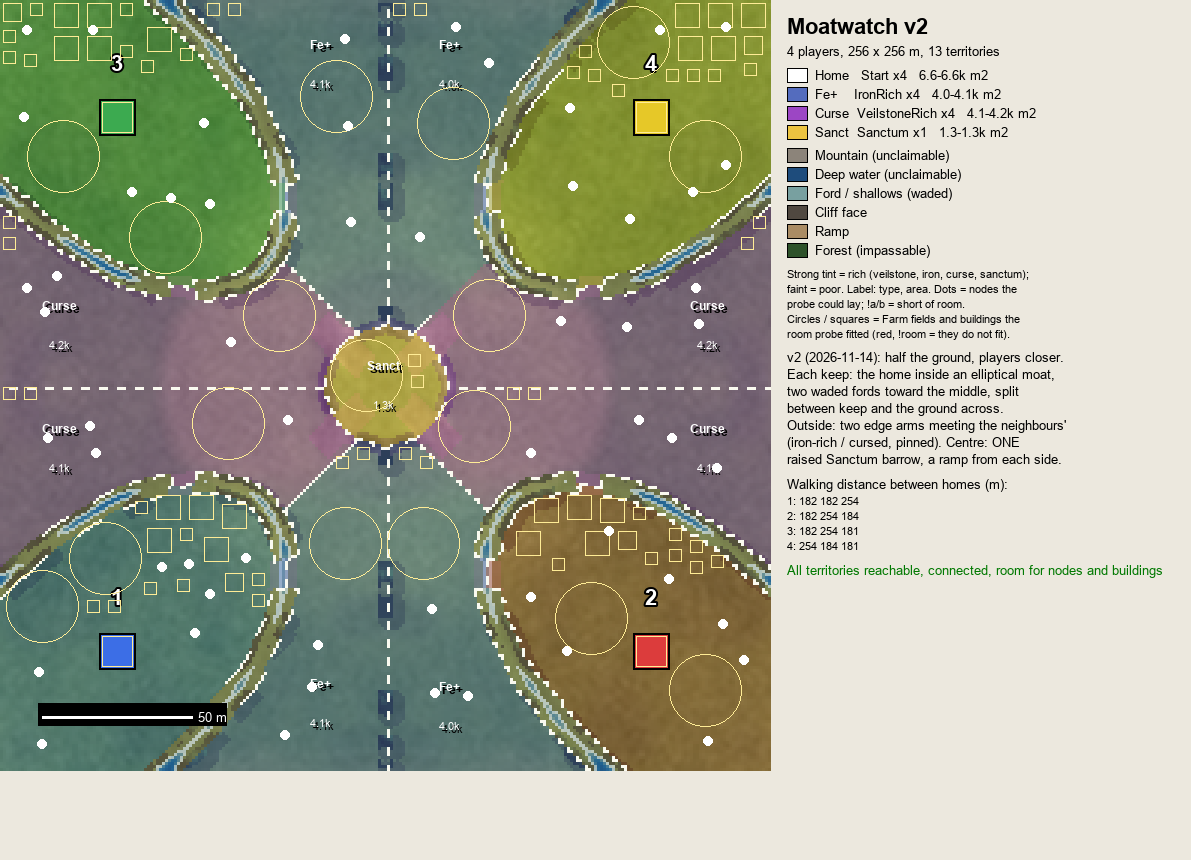 Moatwatch v2
4 players, 256 x 256 m, 13 territories
Home Start x4 6.6-6.6k m2
Fe+ IronRich x4 4.0-4.1k m2
Curse VeilstoneRich x4 4.1-4.2k m2
Sanct Sanctum x1 1.3-1.3k m2
Mountain (unclaimable)
Deep water (unclaimable)
Ford / shallows (waded)
Cliff face
Ramp
Forest (impassable)
Strong tint = rich (veilstone, iron, curse, sanctum);
faint = poor. Label: type, area. Dots = nodes the
probe could lay; !a/b = short of room.
Circles / squares = Farm fields and buildings the
room probe fitted (red, !room = they do not fit).
v2 (2026-11-14): half the ground, players closer.
Each keep: the home inside an elliptical moat,
two waded fords toward the middle, split
between keep and the ground across.
Outside: two edge arms meeting the neighbours'
(iron-rich / cursed, pinned). Centre: ONE
raised Sanctum barrow, a ramp from each side.
Walking distance between homes (m):
1: 182 182 254
2: 182 254 184
3: 182 254 181
4: 254 184 181
All territories reachable, connected, room for nodes and buildings
Fe+
Fe+
3
4
4.1k
4.0k
Curse
Curse
4.2k
4.2k
Sanct
1.3k
Curse
Curse
4.1k
4.1k
1
2
Fe+
Fe+
4.1k
4.0k
50 m